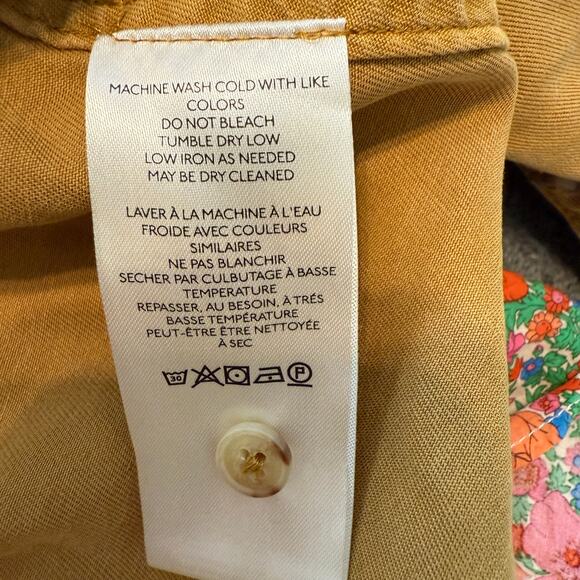 MACHINE WASH COLD WITH LIKE
COLORS
DO NOT BLEACH
TUMBLE DRY LOW
LOW IRON AS NEEDED
MAY BE DRY CLEANED
LAVER À LA MACHINE À L'EAU
FROIDE AVEC COULEURS
SIMILAIRES
NE PAS BLANCHIR
SECHER PAR CULBUTAGE À BASSE
TEMPERATURE
REPASSER, AU BESOIN, À TRÉS
BASSE TEMPÉRATURE
PEUT-ÊTRE ÊTRE NETTOYÉE
À SEC
30 P